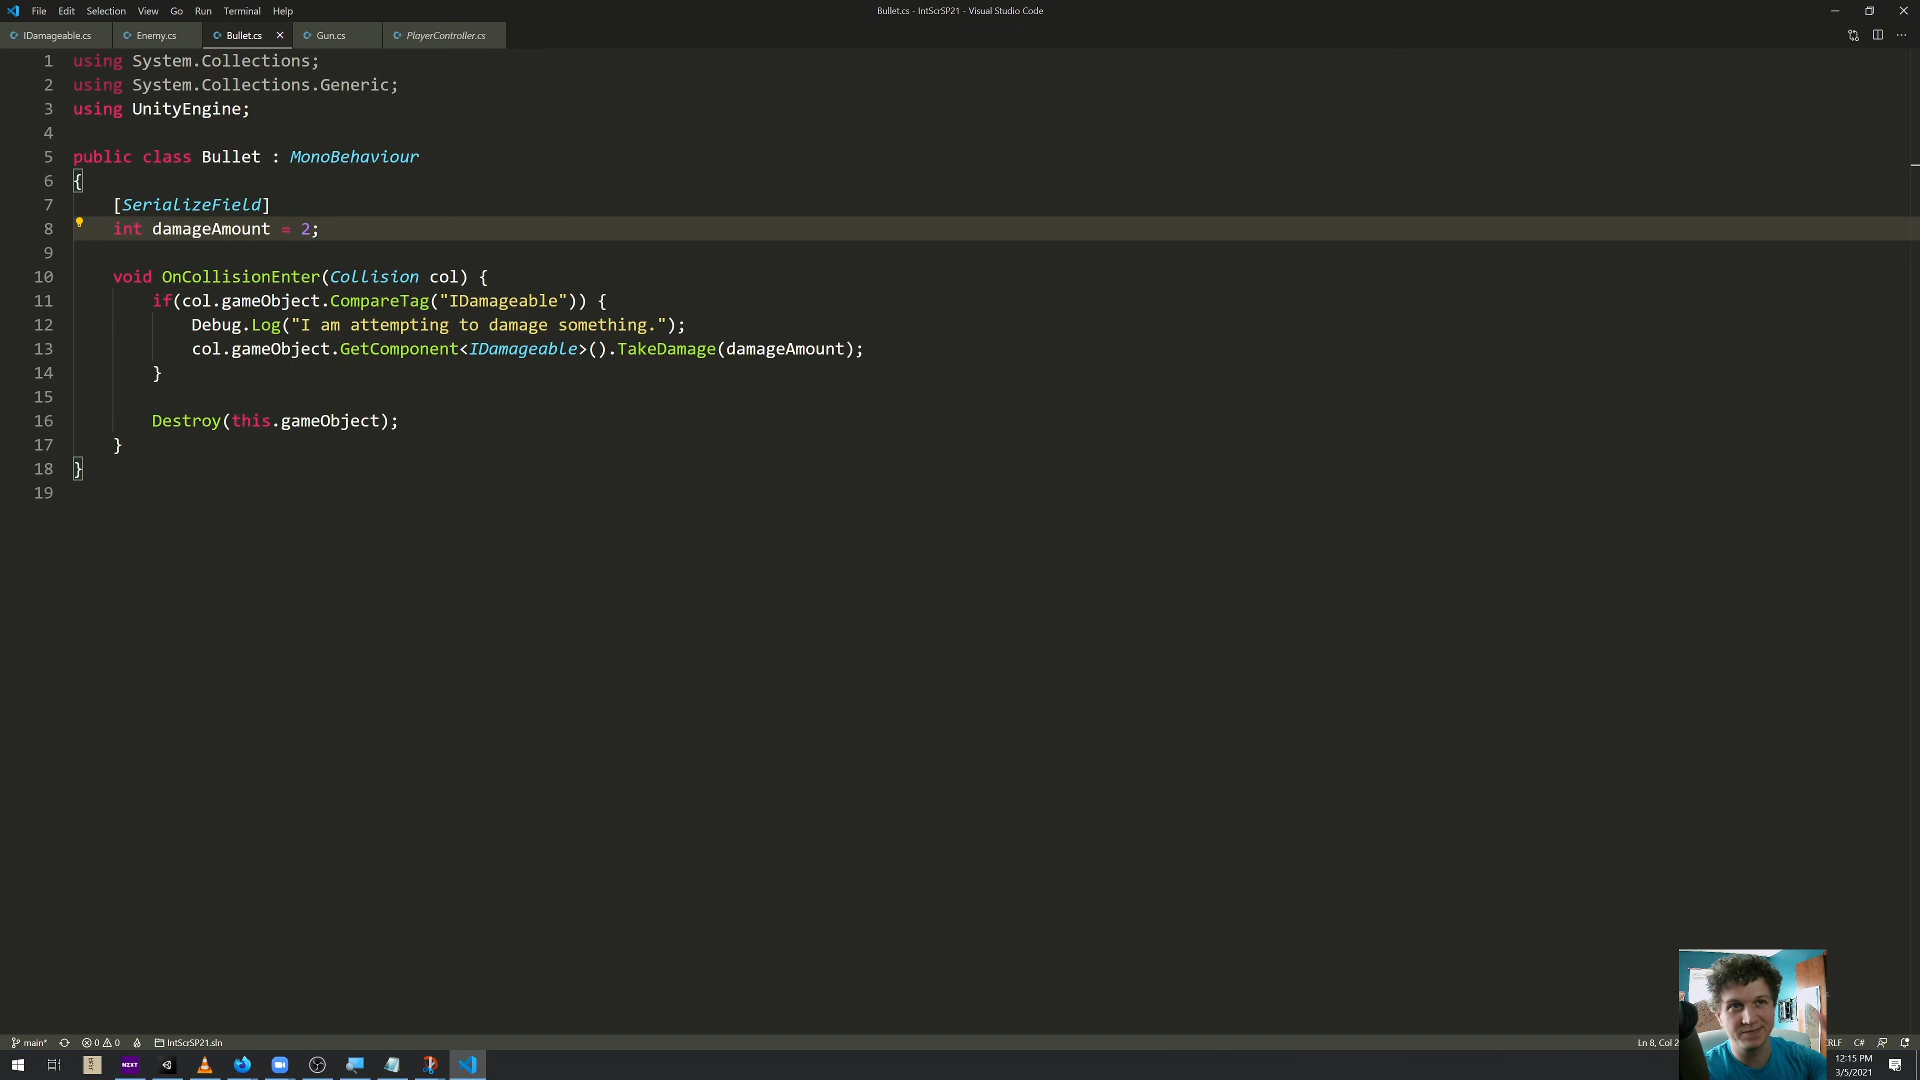 File Edit Selection View Go Run Terminal Help
Bullet.cs - IntScrSP21 - Visual Studio Code
IDamageable.cs Enemy.cs Bullet.cs Gun.cs PlayerController.cs
1 using System.Collections;
2 using System.Collections.Generic;
3 using UnityEngine;
4
5 public class Bullet : MonoBehaviour
6 {
7 [SerializeField]
8 int damageAmount = 2;
9
10 void OnCollisionEnter(Collision col) {
11 if(col.gameObject.CompareTag("IDamageable")) {
12 Debug.Log("I am attempting to damage something.");
13 col.gameObject.GetComponent<IDamageable>().TakeDamage(damageAmount);
14 }
15
16 Destroy(this.gameObject);
17 }
18 }
19
main* 0 0 IntScrSP21.sln Ln 8, Col 2 RLF C#
NZXT
12:15 PM
3/5/2021